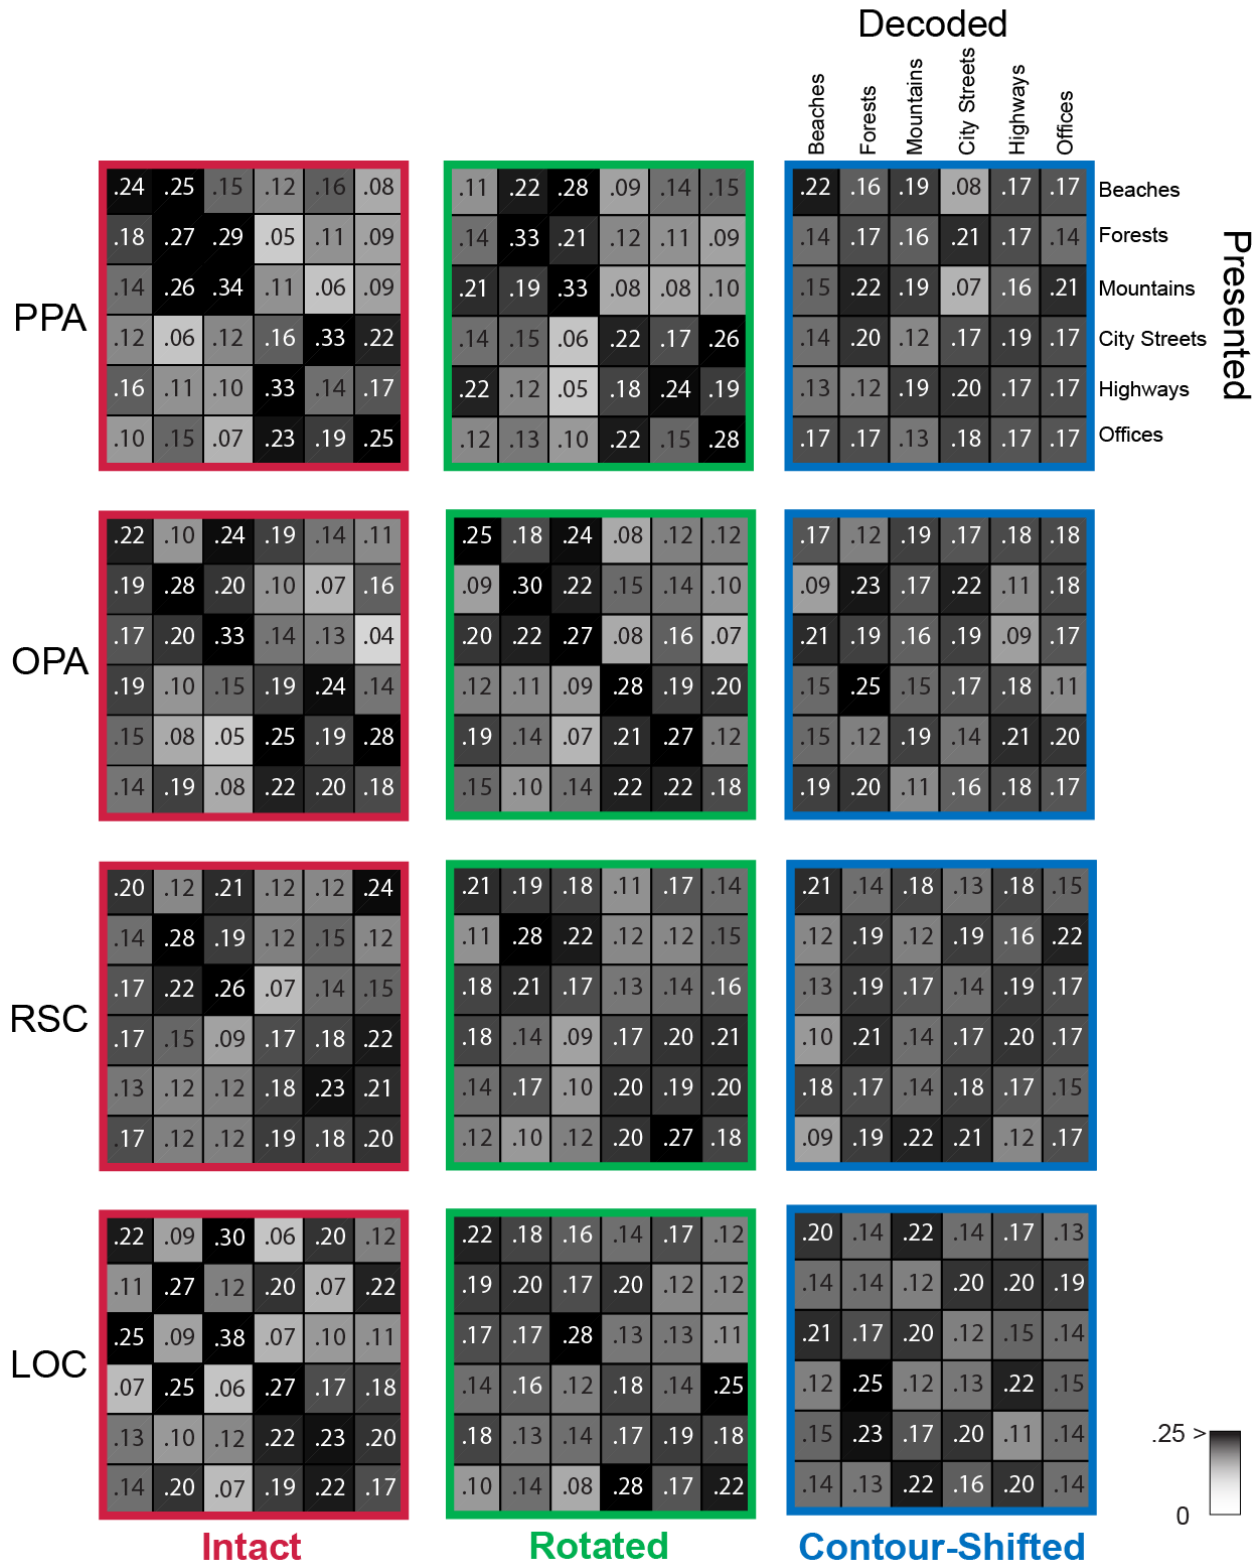 Decoded
Beaches Forests Mountains City Streets Highways Offices
Presented
PPA
.24 .25 .15 .12 .16 .08 .11 .22 .28 .09 .14 .15 .22 .16 .19 .08 .17 .17 Beaches
.18 .27 .29 .05 .11 .09 .14 .33 .21 .12 .11 .09 .14 .17 .16 .21 .17 .14 Forests
.14 .26 .34 .11 .06 .09 .21 .19 .33 .08 .08 .10 .15 .22 .19 .07 .16 .21 Mountains
.12 .06 .12 .16 .33 .22 .14 .15 .06 .22 .17 .26 .14 .20 .12 .17 .19 .17 City Streets
.16 .11 .10 .33 .14 .17 .22 .12 .05 .18 .24 .19 .13 .12 .19 .20 .17 .17 Highways
.10 .15 .07 .23 .19 .25 .12 .13 .10 .22 .15 .28 .17 .17 .13 .18 .17 .17 Offices
OPA
.22 .10 .24 .19 .14 .11 .25 .18 .24 .08 .12 .12 .17 .12 .19 .17 .18 .18
.19 .28 .20 .10 .07 .16 .09 .30 .22 .15 .14 .10 .09 .23 .17 .22 .11 .18
.17 .20 .33 .14 .13 .04 .20 .22 .27 .08 .16 .07 .21 .19 .16 .19 .09 .17
.19 .10 .15 .19 .24 .14 .12 .11 .09 .28 .19 .20 .15 .25 .15 .17 .18 .11
.15 .08 .05 .25 .19 .28 .19 .14 .07 .21 .27 .12 .15 .12 .19 .14 .21 .20
.14 .19 .08 .22 .20 .18 .15 .10 .14 .22 .22 .18 .19 .20 .11 .16 .18 .17
RSC
.20 .12 .21 .12 .12 .24 .21 .19 .18 .11 .17 .14 .21 .14 .18 .13 .18 .15
.14 .28 .19 .12 .15 .12 .11 .28 .22 .12 .12 .15 .12 .19 .12 .19 .16 .22
.17 .22 .26 .07 .14 .15 .18 .21 .17 .13 .14 .16 .13 .19 .17 .14 .19 .17
.17 .15 .09 .17 .18 .22 .18 .14 .09 .17 .20 .21 .10 .21 .14 .17 .20 .17
.13 .12 .12 .18 .23 .21 .14 .17 .10 .20 .19 .20 .18 .17 .14 .18 .17 .15
.17 .12 .12 .19 .18 .20 .12 .10 .12 .20 .27 .18 .09 .19 .22 .21 .12 .17
LOC
.22 .09 .30 .06 .20 .12 .22 .18 .16 .14 .17 .12 .20 .14 .22 .14 .17 .13
.11 .27 .12 .20 .07 .22 .19 .20 .17 .20 .12 .12 .14 .14 .12 .20 .20 .19
.25 .09 .38 .07 .10 .11 .17 .17 .28 .13 .13 .11 .21 .17 .20 .12 .15 .14
.07 .25 .06 .27 .17 .18 .14 .16 .12 .18 .14 .25 .12 .25 .12 .13 .22 .15
.13 .10 .12 .22 .23 .20 .18 .13 .14 .17 .19 .18 .15 .23 .17 .20 .11 .14
.14 .20 .07 .19 .22 .17 .10 .14 .08 .28 .17 .22 .14 .13 .22 .16 .20 .14
.25 >
0
Intact Rotated Contour-Shifted